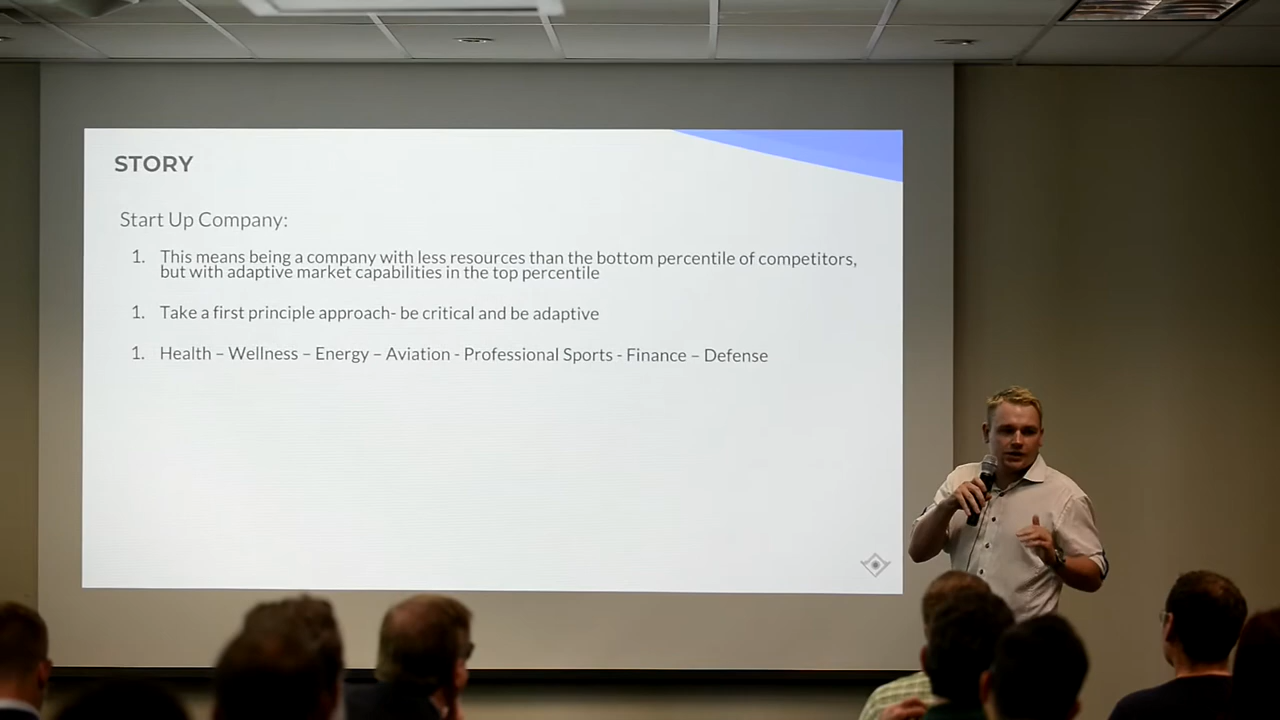 STORY
Start Up Company:
1. This means being a company with less resources than the bottom percentile of competitors,
but with adaptive market capabilities in the top percentile
1. Take a first principle approach- be critical and be adaptive
1. Health – Wellness – Energy – Aviation - Professional Sports - Finance – Defense